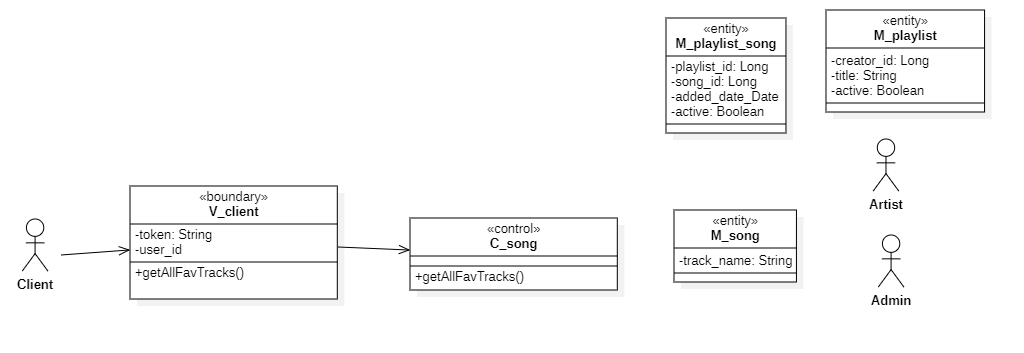 «entity»
M_playlist_song
-playlist_id: Long
-song_id: Long
-added_date_Date
-active: Boolean
«entity»
M_playlist
-creator_id: Long
-title: String
-active: Boolean
Artist
Client
«boundary»
V_client
-token: String
-user_id
+getAllFavTracks()
«control»
C_song
+getAllFavTracks()
«entity»
M_song
-track_name: String
Admin